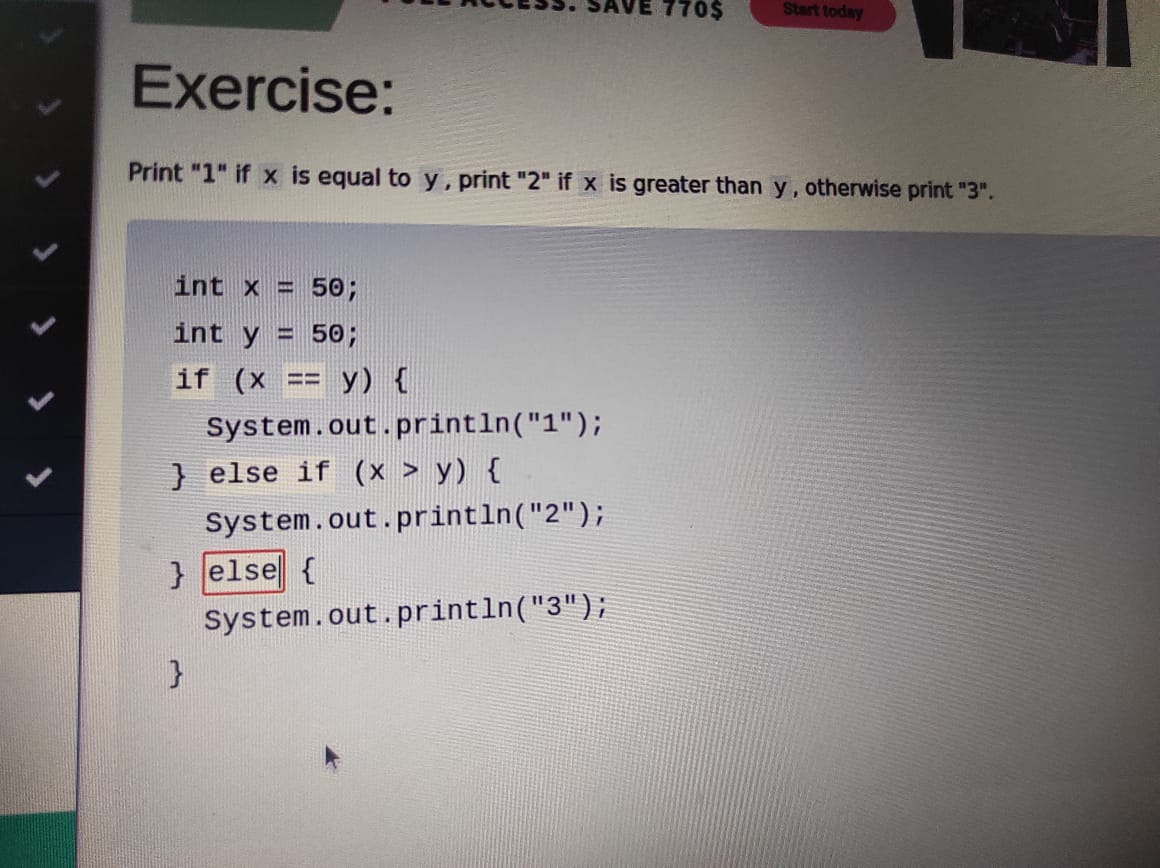 ACCESS. SAVE 770$
Start today
Exercise:
Print "1" if x is equal to y, print "2" if x is greater than y, otherwise print "3".
int x = 50;
int y = 50;
if (x == y) {
System.out.println("1");
} else if (x > y) {
System.out.println("2");
} else {
System.out.println("3");
}